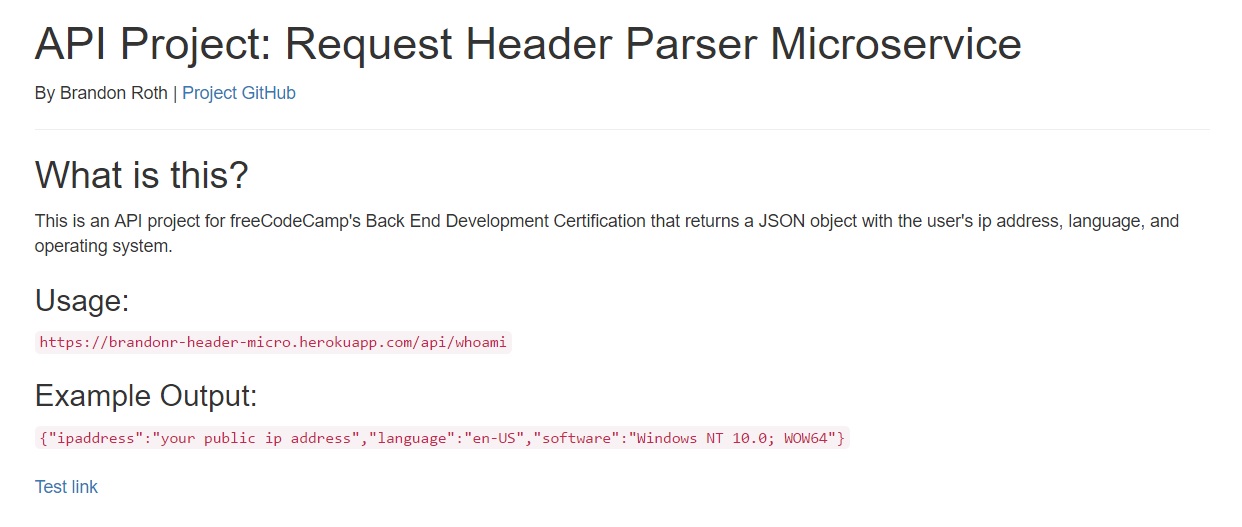 API Project: Request Header Parser Microservice
By Brandon Roth | Project GitHub
What is this?
This is an API project for freeCodeCamp's Back End Development Certification that returns a JSON object with the user's ip address, language, and
operating system.
Usage:
https://brandonr-header-micro.herokuapp.com/api/whoami
Example Output:
{"ipaddress":"your public ip address","language":"en-US","software":"Windows NT 10.0; WOW64"}
Test link